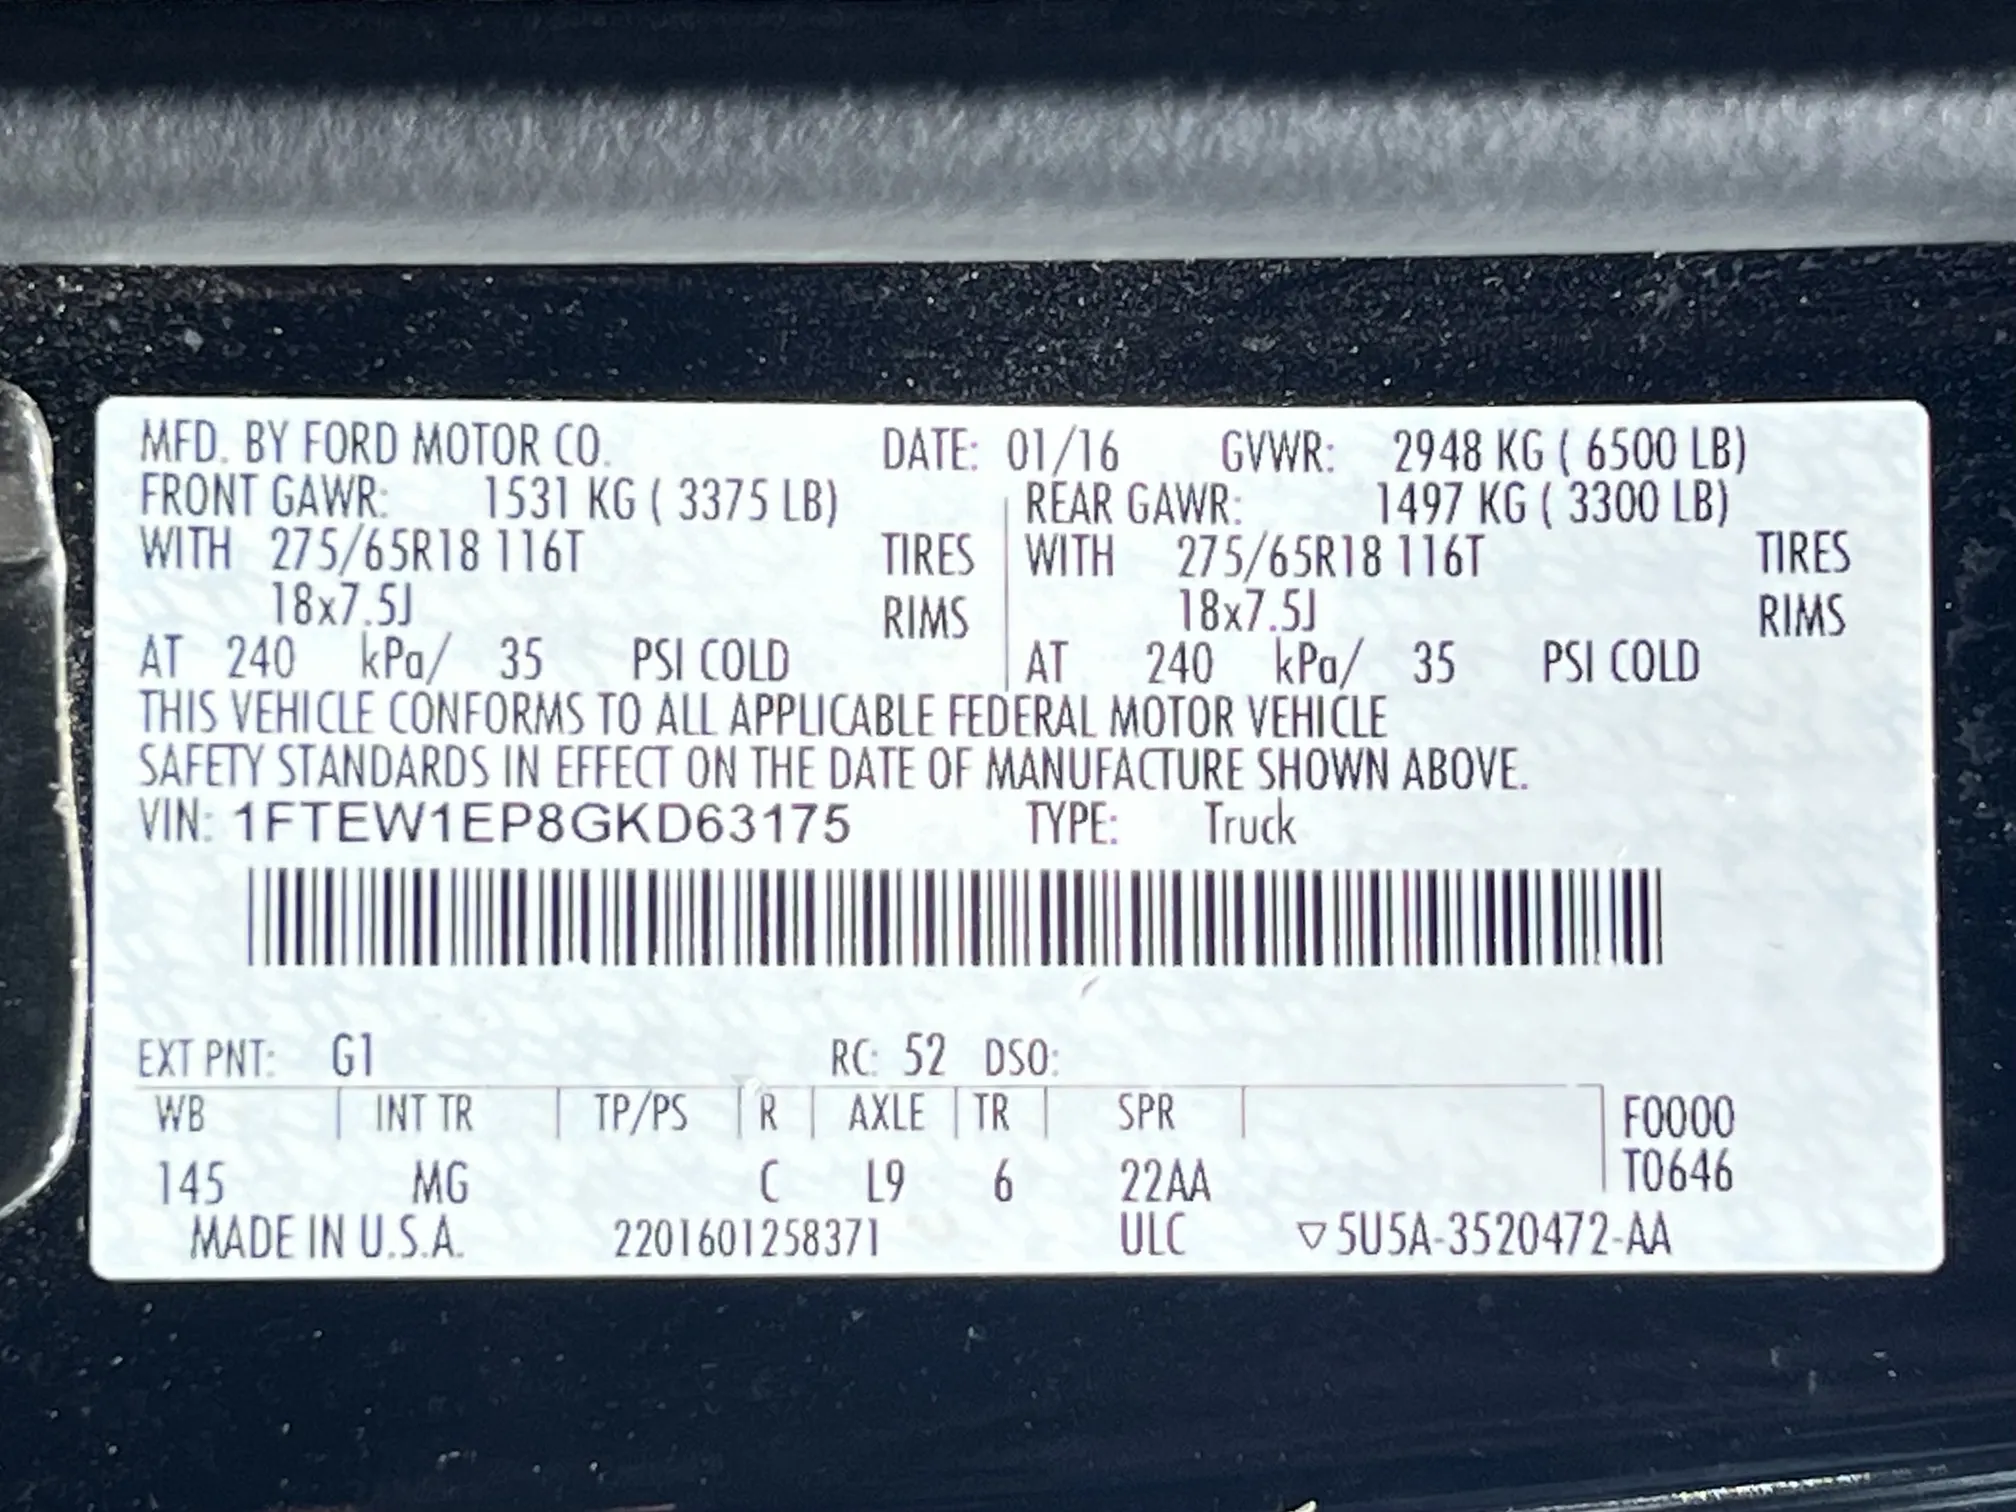 MFD. BY FORD MOTOR CO. DATE: 01/16 GVWR: 2948 KG ( 6500 LB)
FRONT GAWR: 1531 KG ( 3375 LB) REAR GAWR: 1497 KG ( 3300 LB)
WITH 275/65R18 116T TIRES WITH 275/65R18 116T TIRES
18x7.5J RIMS 18x7.5J RIMS
AT 240 kPa/ 35 PSI COLD AT 240 kPa/ 35 PSI COLD
THIS VEHICLE CONFORMS TO ALL APPLICABLE FEDERAL MOTOR VEHICLE
SAFETY STANDARDS IN EFFECT ON THE DATE OF MANUFACTURE SHOWN ABOVE.
VIN: 1FTEW1EP8GKD63175 TYPE: Truck
EXT PNT: G1 RC: 52 DSO:
WB INT TR TP/PS R AXLE TR SPR F0000
145 MG C L9 6 22AA T0646
MADE IN U.S.A. 2201601258371 ULC ▽5U5A-3520472-AA